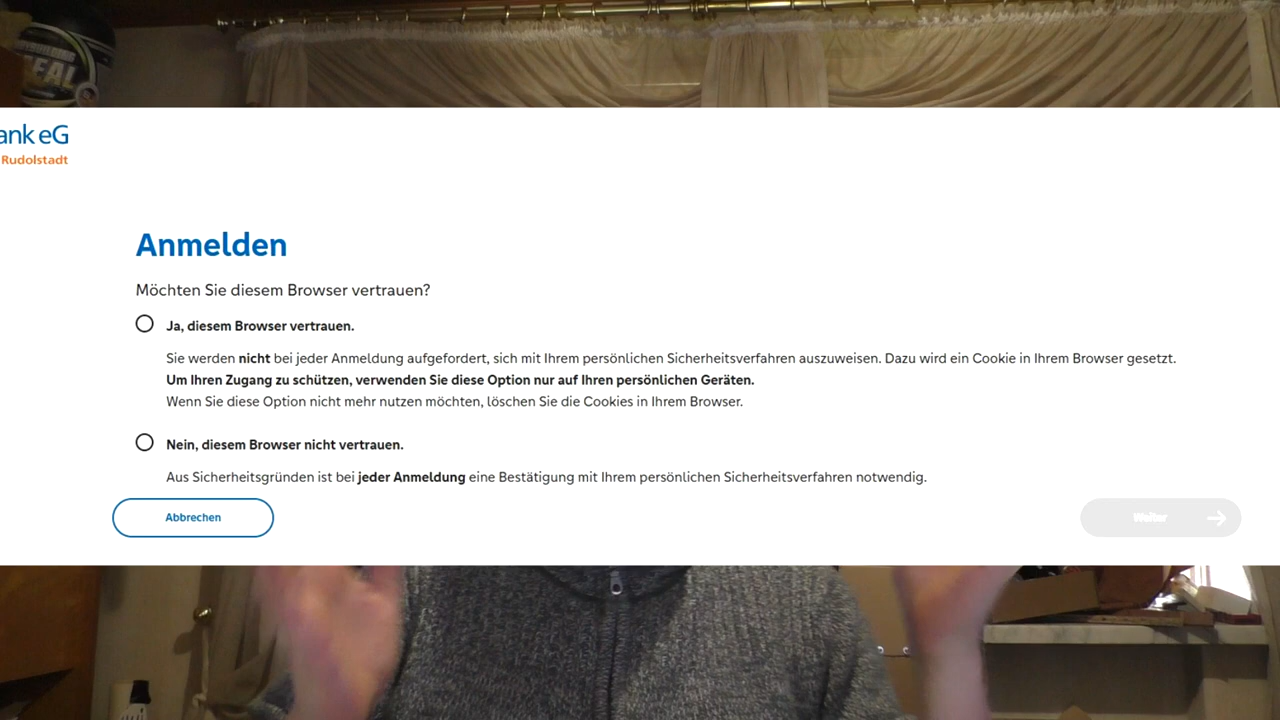 ank eG
Rudolstadt
Anmelden
Möchten Sie diesem Browser vertrauen?
Ja, diesem Browser vertrauen.
Sie werden nicht bei jeder Anmeldung aufgefordert, sich mit Ihrem persönlichen Sicherheitsverfahren auszuweisen. Dazu wird ein Cookie in Ihrem Browser gesetzt.
Um Ihren Zugang zu schützen, verwenden Sie diese Option nur auf Ihren persönlichen Geräten.
Wenn Sie diese Option nicht mehr nutzen möchten, löschen Sie die Cookies in Ihrem Browser.
Nein, diesem Browser nicht vertrauen.
Aus Sicherheitsgründen ist bei jeder Anmeldung eine Bestätigung mit Ihrem persönlichen Sicherheitsverfahren notwendig.
Abbrechen
Weiter